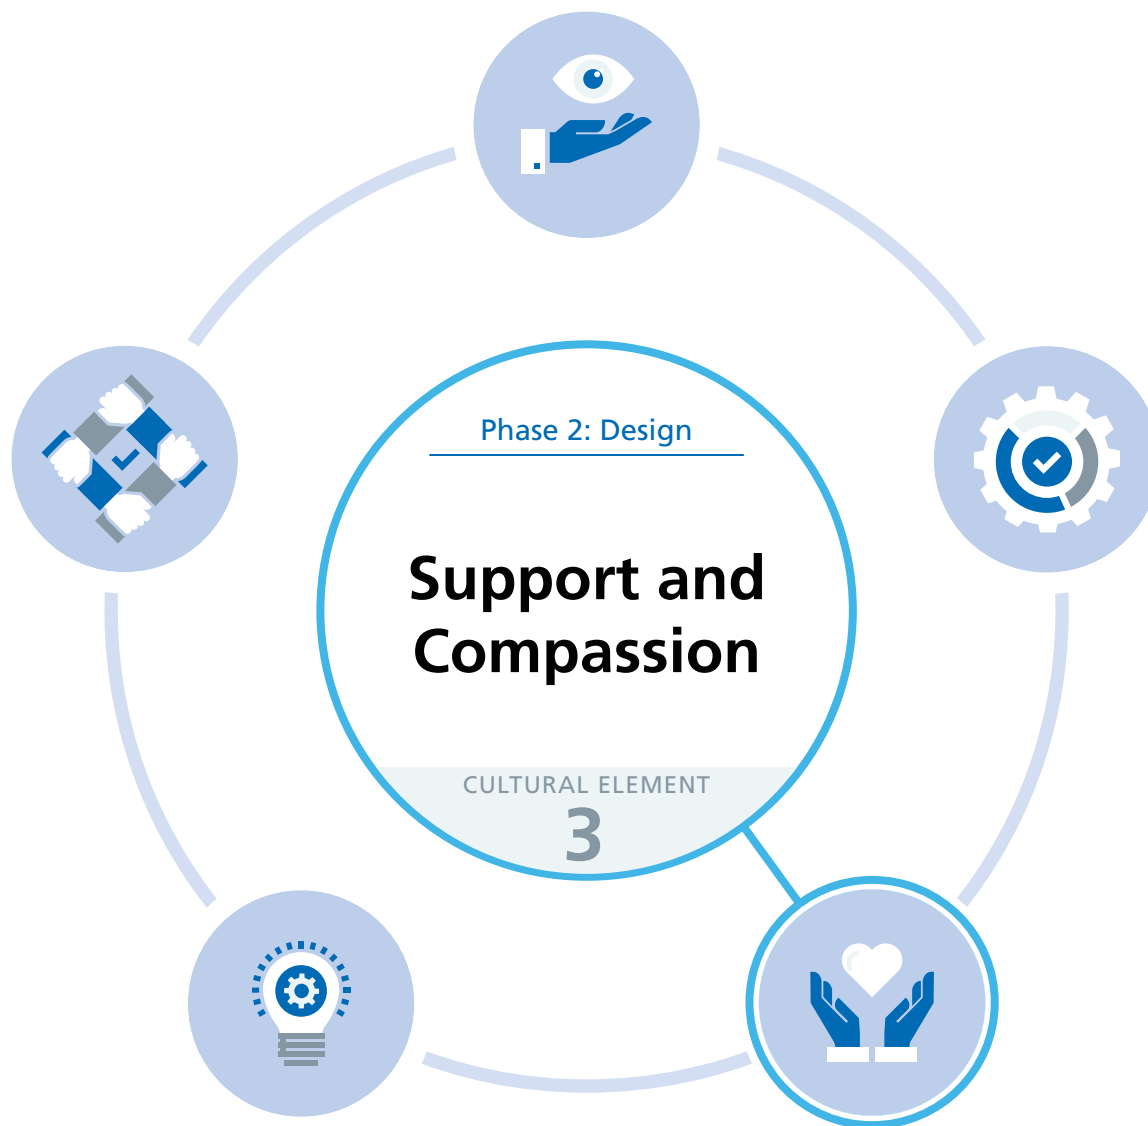 Phase 2: Design
Support and
Compassion
CULTURAL ELEMENT
3